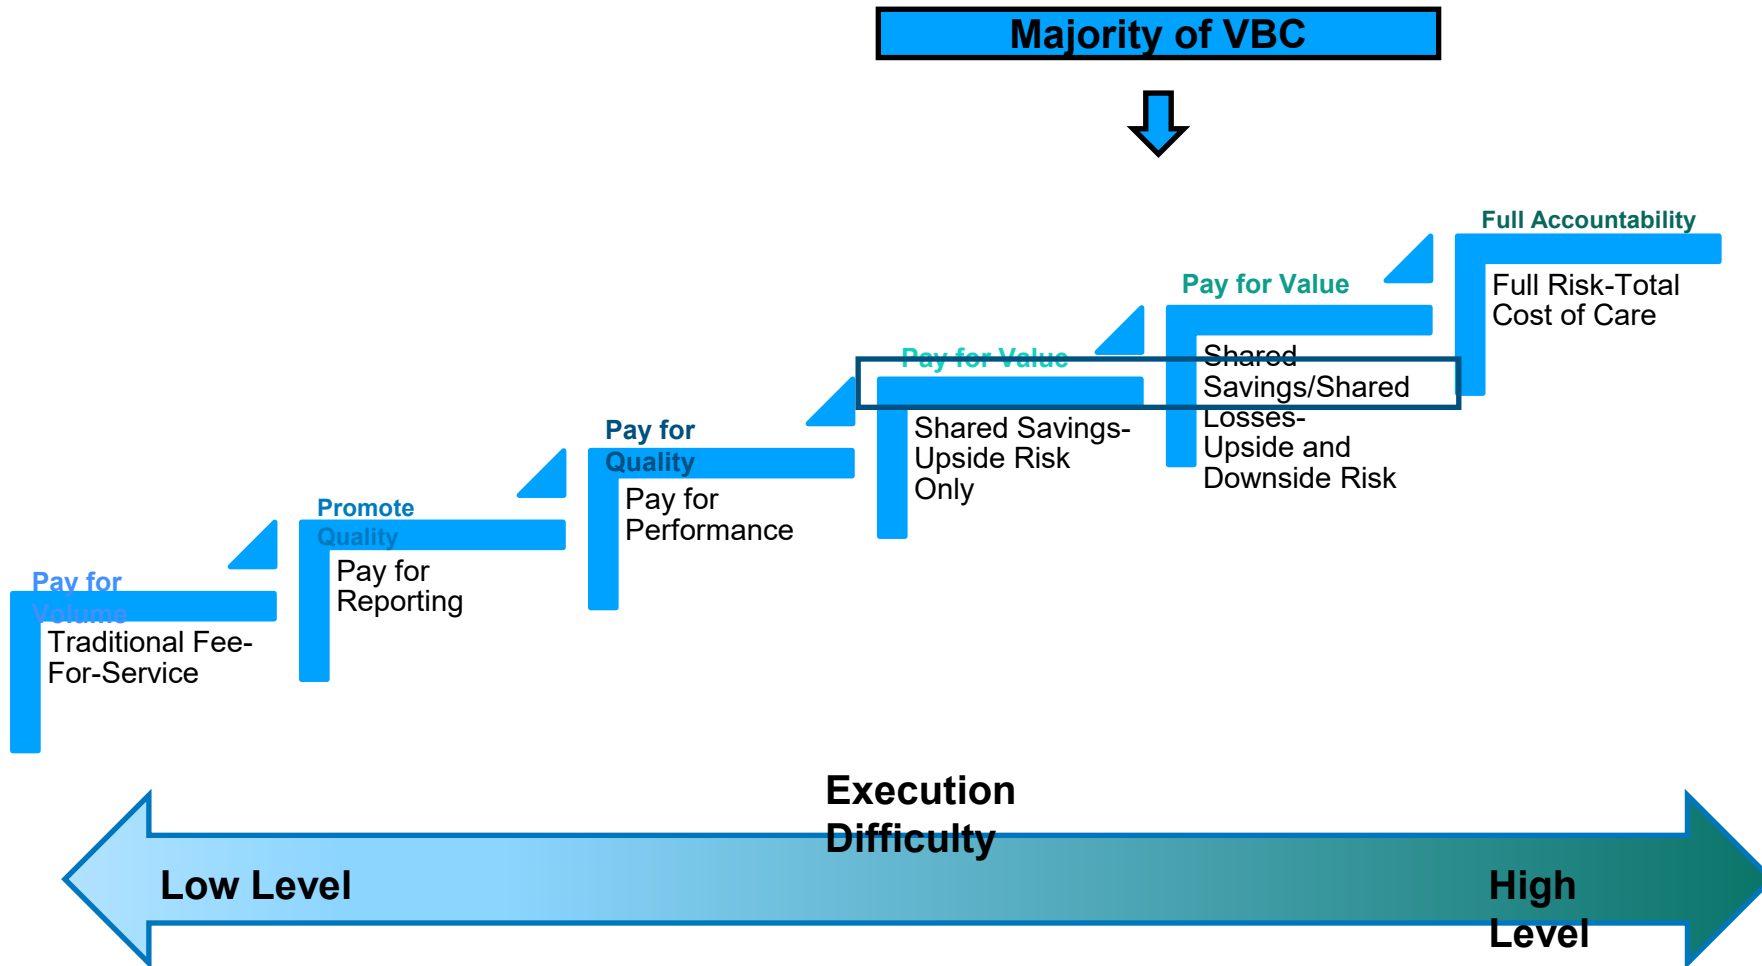 Majority of VBC
Full Accountability
Full Risk-Total
Cost of Care
Pay for Value
Shared
Savings/Shared
Losses-
Upside and
Downside Risk
Pay for Value
Shared Savings-
Upside Risk
Only
Pay for
Quality
Pay for
Performance
Promote
Quality
Pay for
Reporting
Pay for
Volume
Traditional Fee-
For-Service
Execution
Difficulty
Low Level
High
Level